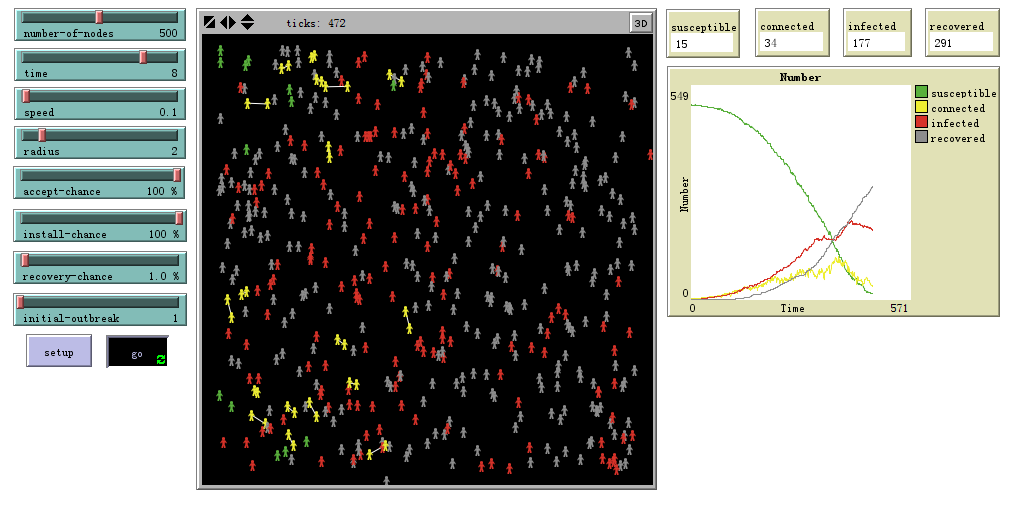 number-of-nodes 500
time 8
speed 0.1
radius 2
accept-chance 100 %
install-chance 100 %
recovery-chance 1.0 %
initial-outbreak 1
setup
go
ticks: 472
3D
susceptible
15
connected
34
infected
177
recovered
291
Number
549
Number
0
0
Time
571
susceptible
connected
infected
recovered